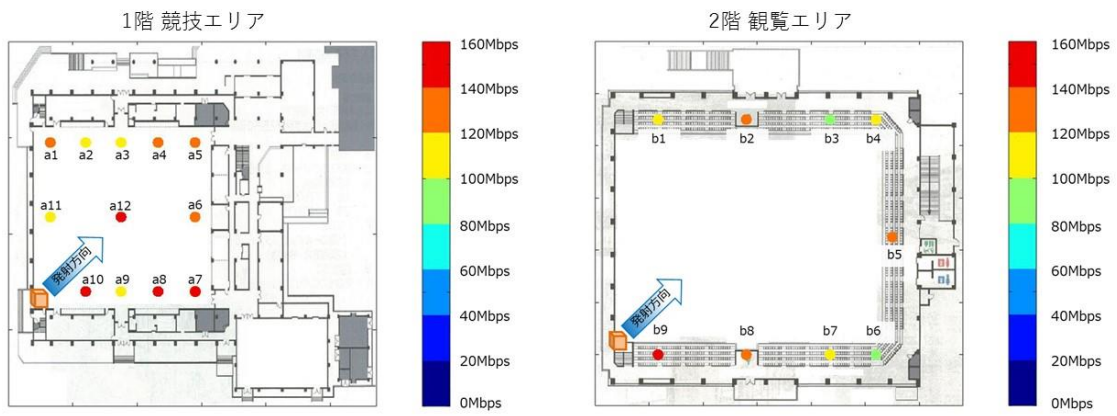 1階 競技エリア
a1
a2
a3
a4
a5
a11
a12
a6
発射方向
a10
a9
a8
a7
160Mbps
140Mbps
120Mbps
100Mbps
80Mbps
60Mbps
40Mbps
20Mbps
0Mbps
2階 観覧エリア
b1
b2
b3
b4
b5
発射方向
b9
b8
b7
b6
160Mbps
140Mbps
120Mbps
100Mbps
80Mbps
60Mbps
40Mbps
20Mbps
0Mbps